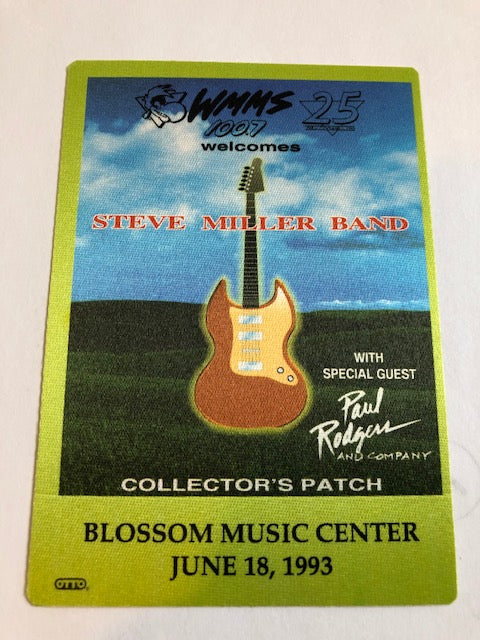 WMMS 25
100.7
welcomes
STEVE MILLER BAND
WITH
SPECIAL GUEST
Paul
Rodgers
AND COMPANY
COLLECTOR'S PATCH
BLOSSOM MUSIC CENTER
JUNE 18, 1993
OTTO